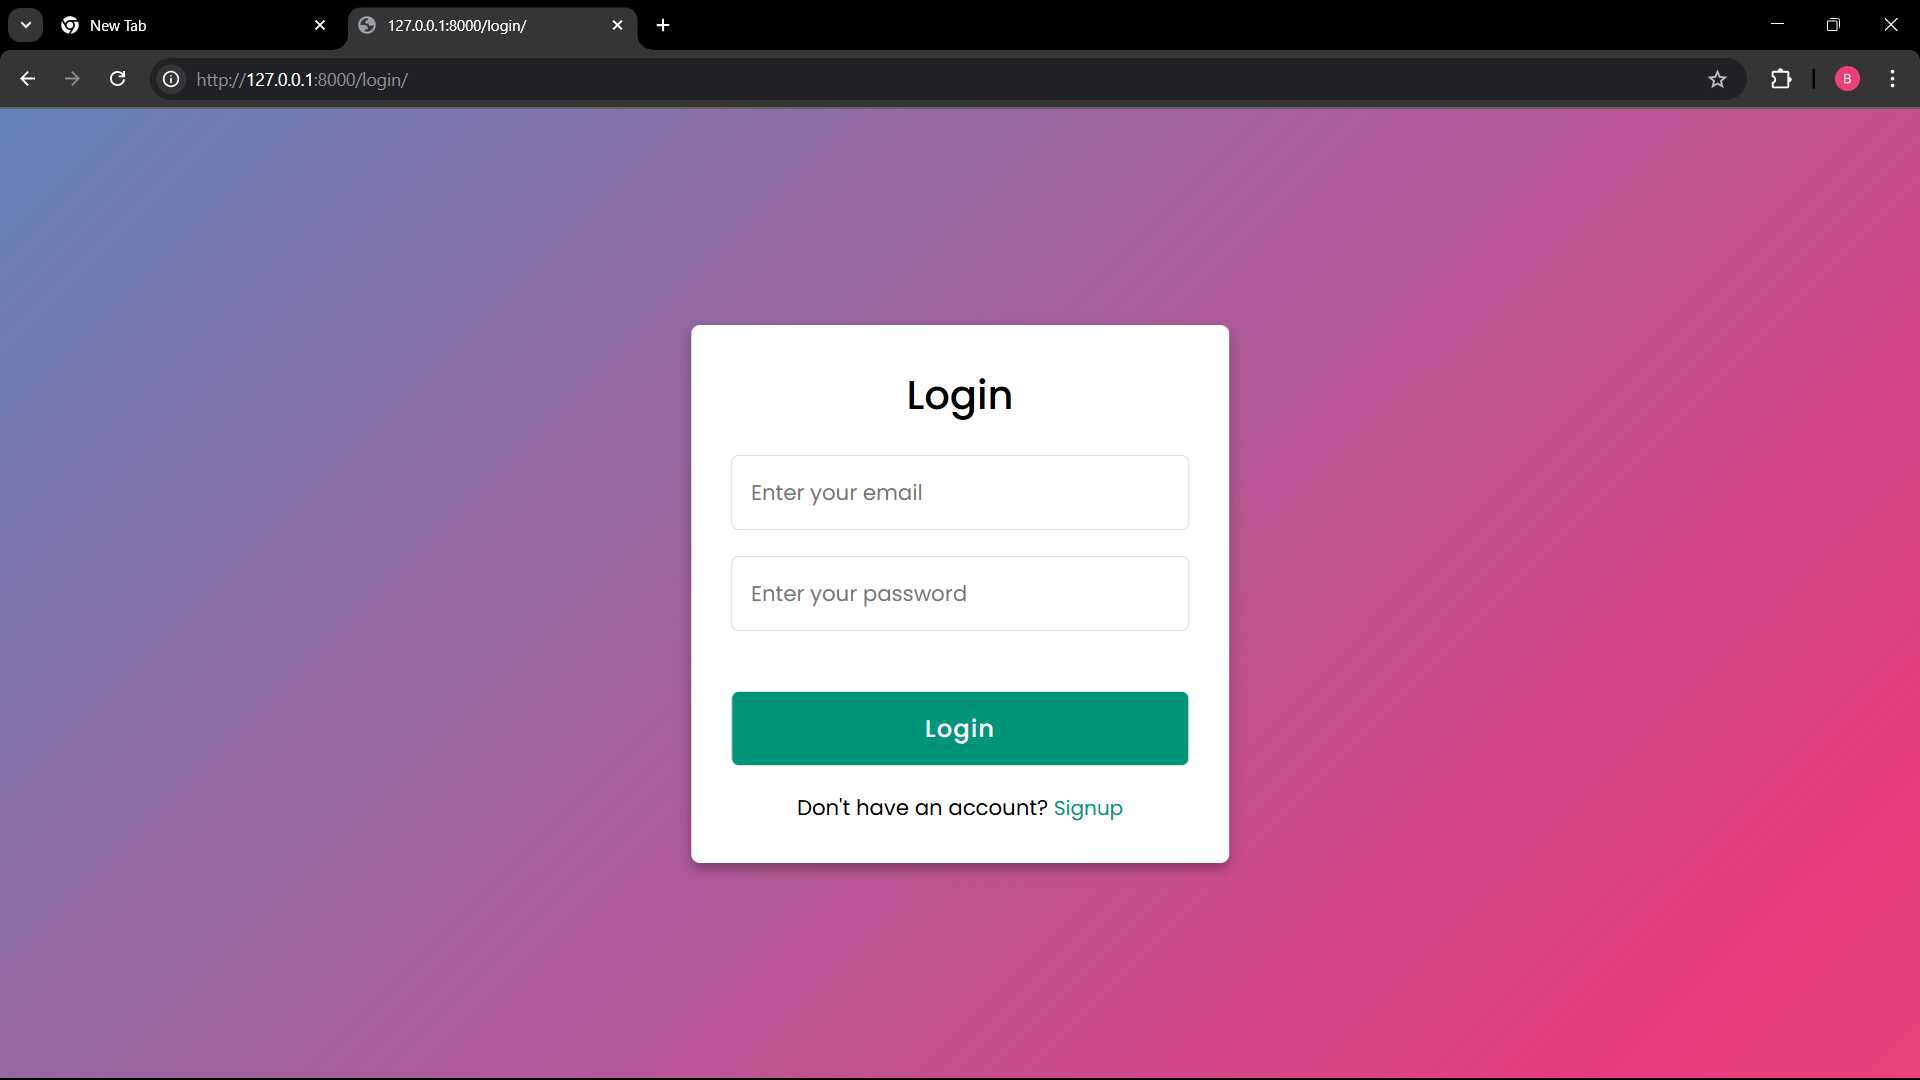 New Tab
127.0.0.1:8000/login/
http://127.0.0.1:8000/login/
B
Login
Enter your email
Enter your password
Login
Don't have an account? Signup